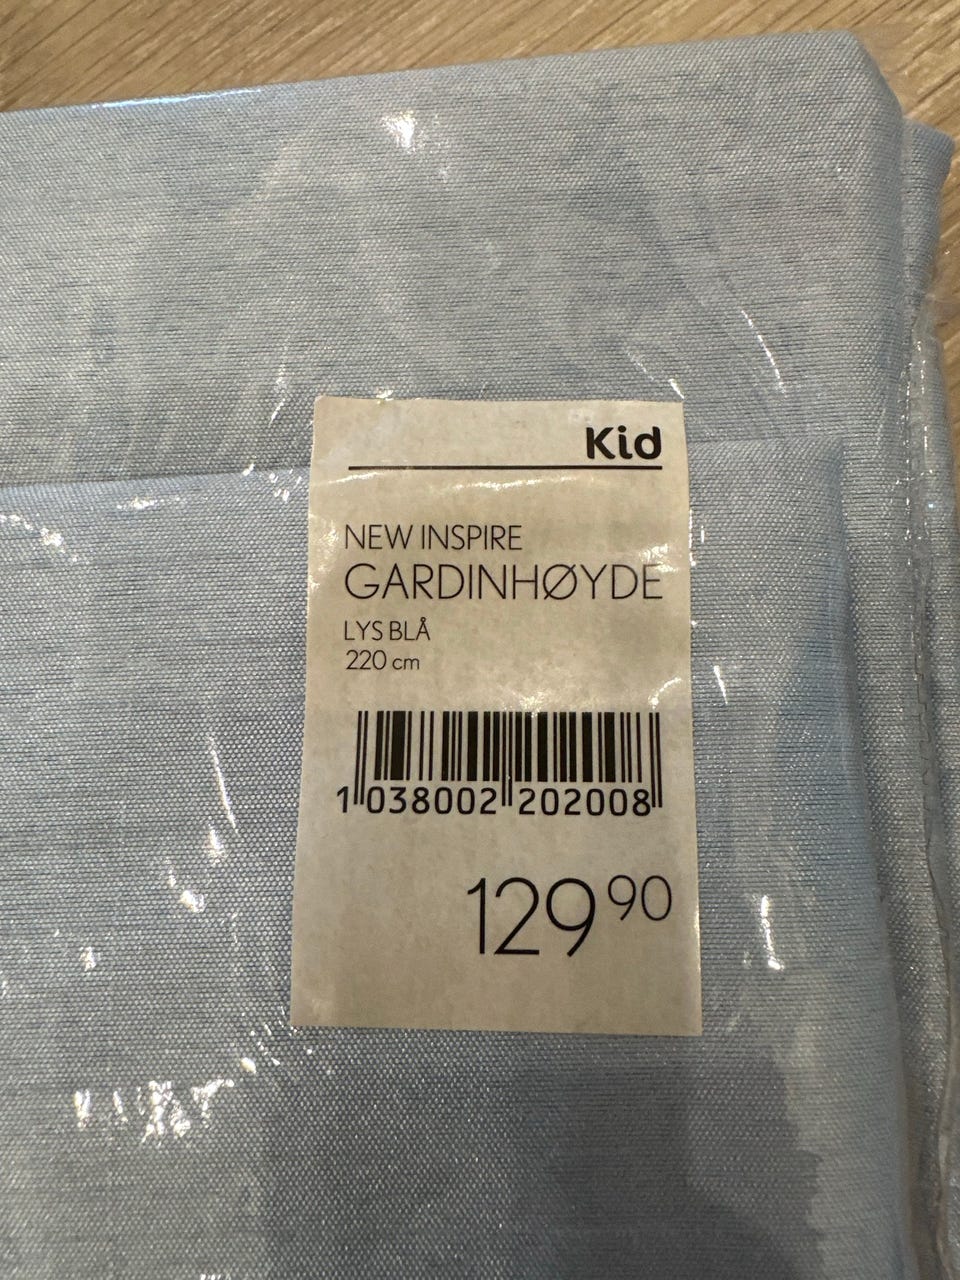 Kid
NEW INSPIRE
GARDINHØYDE
LYS BLÅ
220 cm
1 038002 202008
129 90